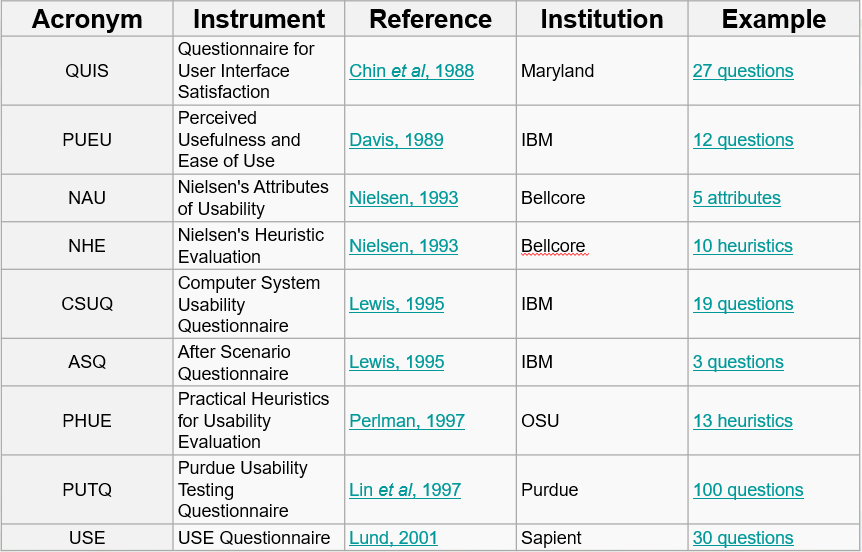 Acronym Instrument Reference Institution Example
QUIS Questionnaire for User Interface Satisfaction Chin et al, 1988 Maryland 27 questions
PUEU Perceived Usefulness and Ease of Use Davis, 1989 IBM 12 questions
NAU Nielsen's Attributes of Usability Nielsen, 1993 Bellcore 5 attributes
NHE Nielsen's Heuristic Evaluation Nielsen, 1993 Bellcore 10 heuristics
CSUQ Computer System Usability Questionnaire Lewis, 1995 IBM 19 questions
ASQ After Scenario Questionnaire Lewis, 1995 IBM 3 questions
PHUE Practical Heuristics for Usability Evaluation Perlman, 1997 OSU 13 heuristics
PUTQ Purdue Usability Testing Questionnaire Lin et al, 1997 Purdue 100 questions
USE USE Questionnaire Lund, 2001 Sapient 30 questions